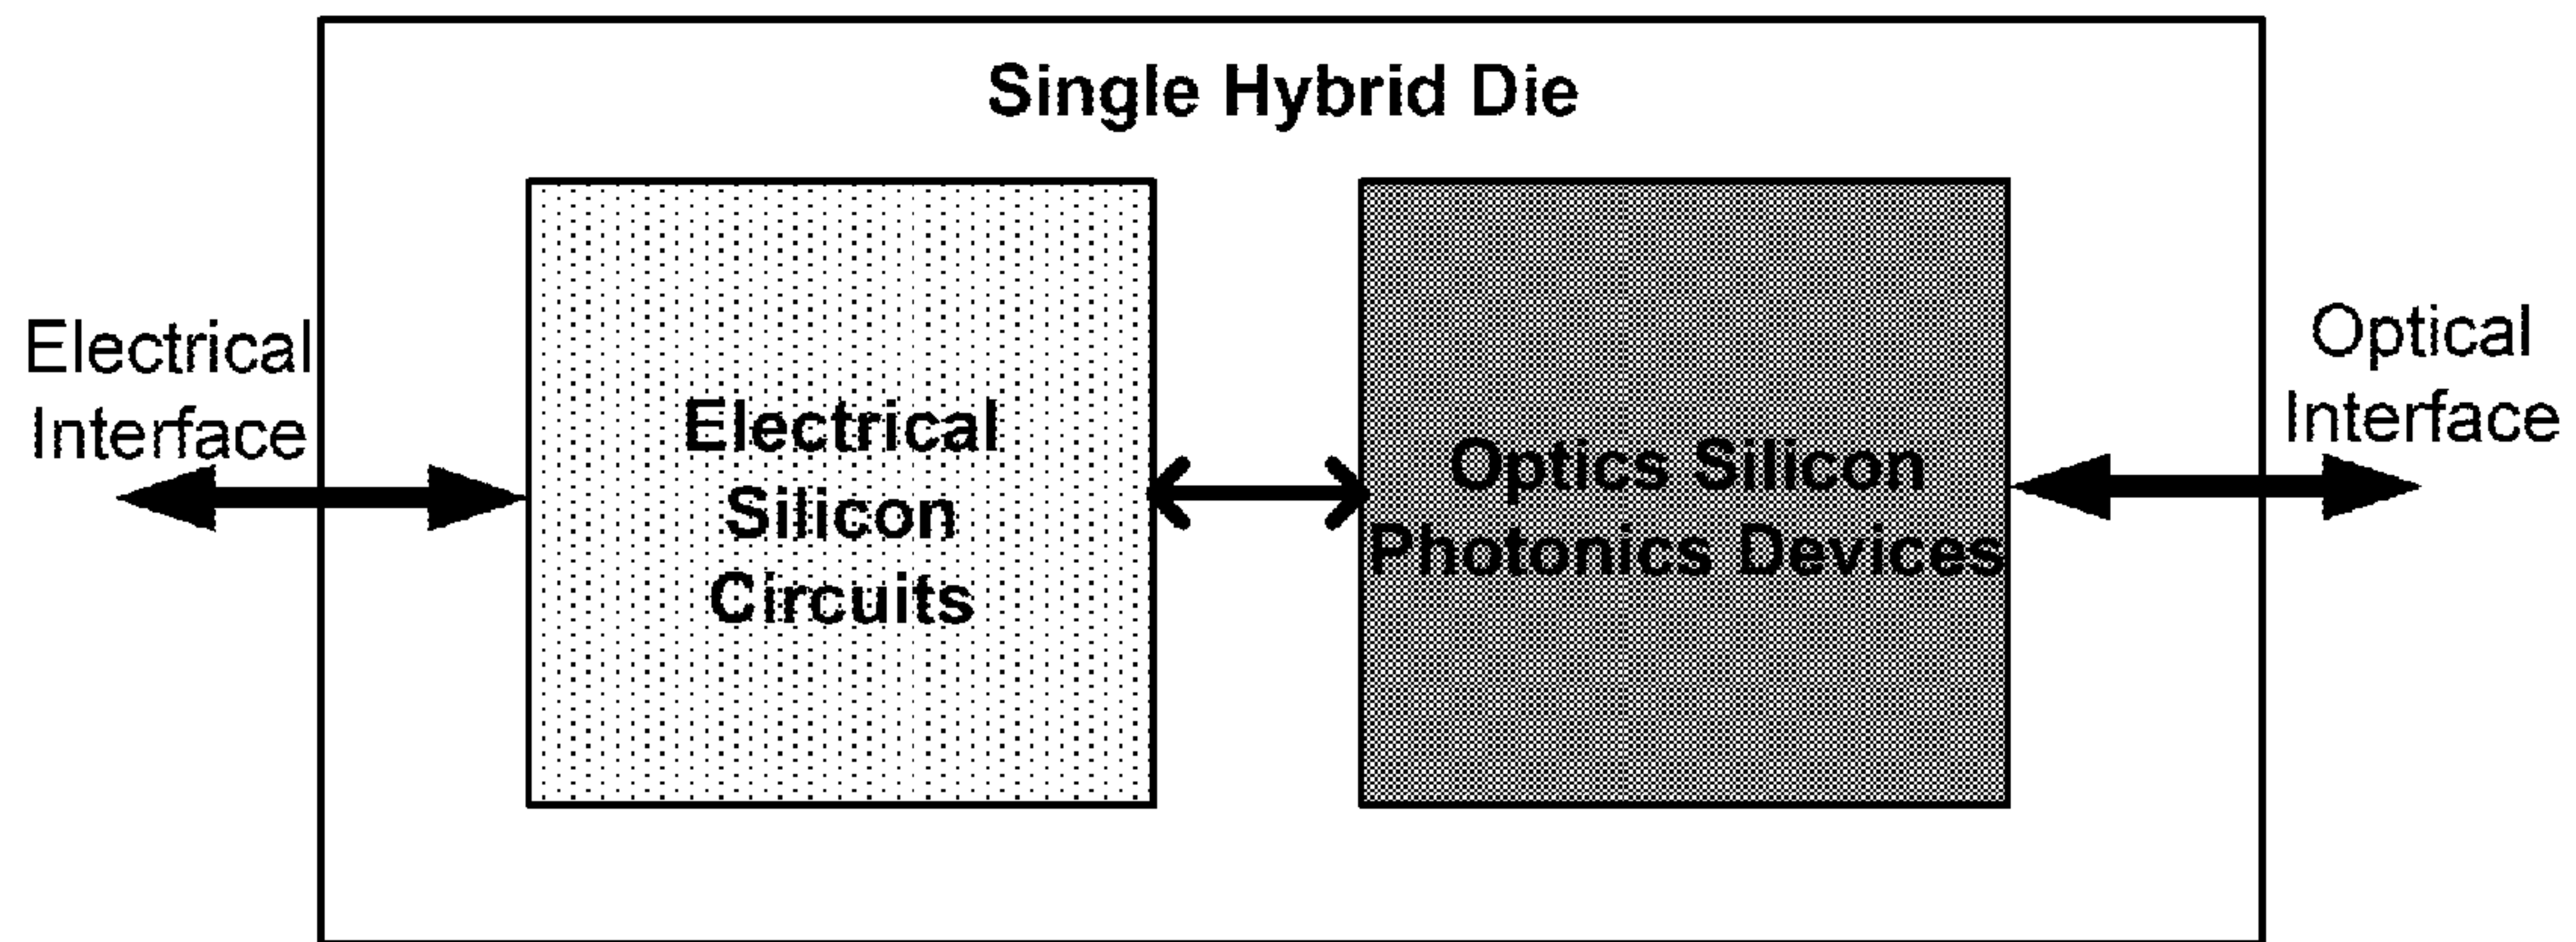 Single Hybrid Die
Electrical
Interface
Electrical
Silicon
Circuits
Optics Silicon
Photonics Devices
Optical
Interface